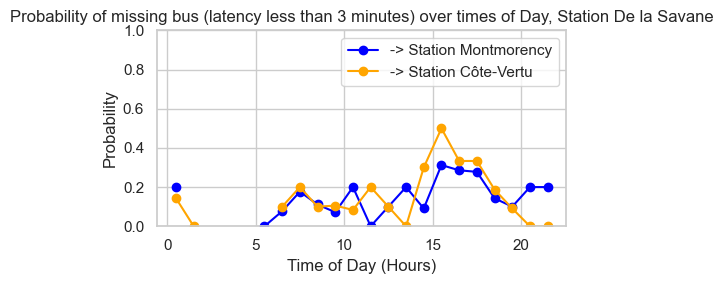 Probability of missing bus (latency less than 3 minutes) over times of Day, Station De la Savane
1.0
0.8
0.6
0.4
0.2
0.0
Probability
-> Station Montmorency
-> Station Côte-Vertu
0 5 10 15 20
Time of Day (Hours)